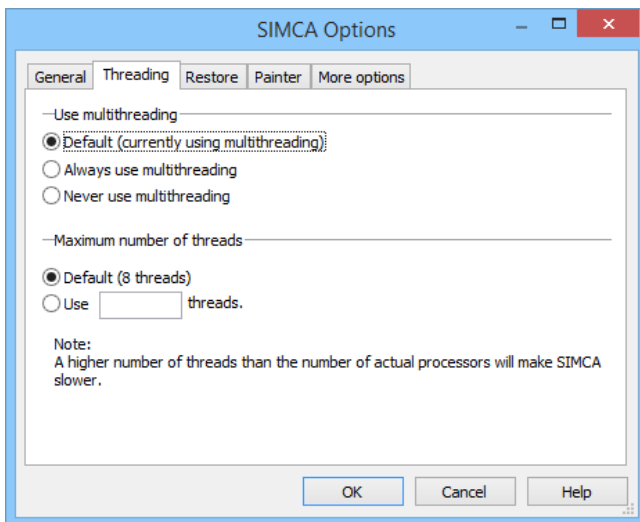 SIMCA Options
General Threading Restore Painter More options
Use multithreading
Default (currently using multithreading)
Always use multithreading
Never use multithreading
Maximum number of threads
Default (8 threads)
Use threads.
Note:
A higher number of threads than the number of actual processors will make SIMCA
slower.
OK Cancel Help